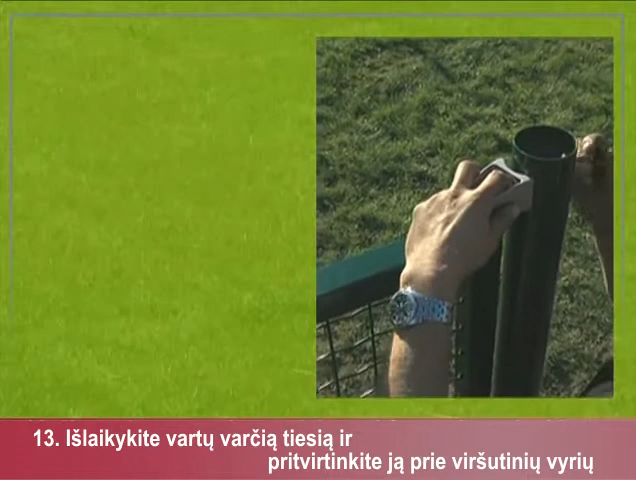 13. Išlaikykite vartų varčią tiesią ir
pritvirtinkite ją prie viršutinių vyrių